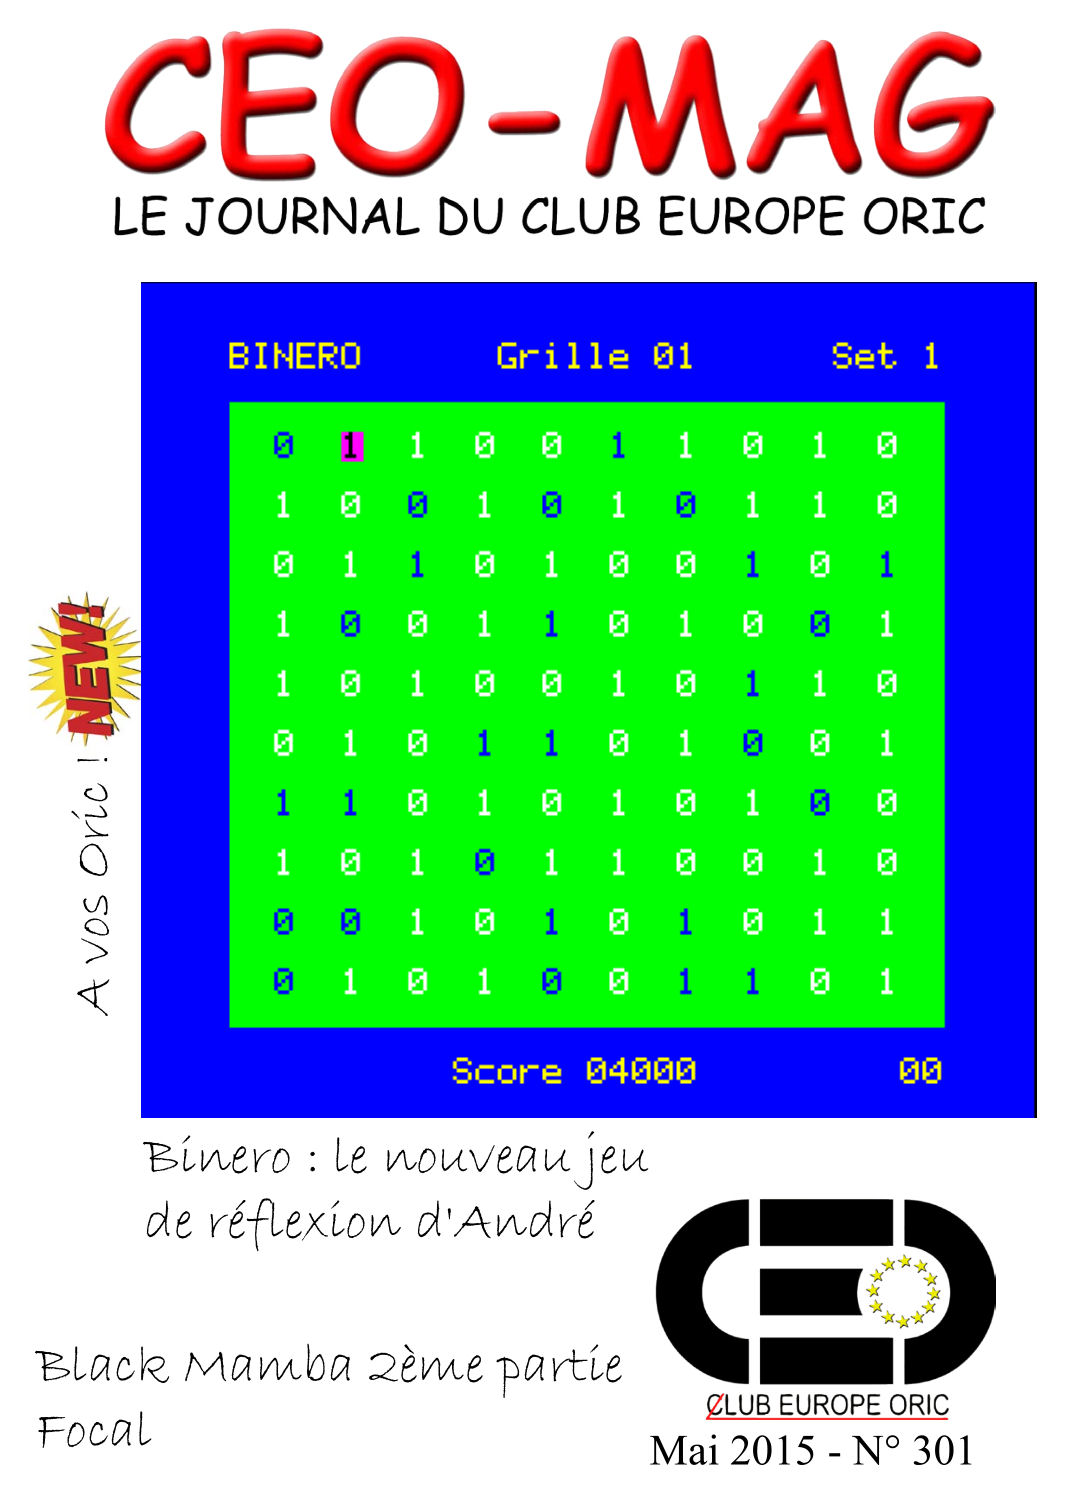 CEO-MAG
LE JOURNAL DU CLUB EUROPE ORIC
BINERO Grille 01 Set 1
0 1 1 0 0 1 1 0 1 0
1 0 0 1 0 1 0 1 1 0
0 1 1 0 1 0 0 1 0 1
1 0 0 1 1 0 1 0 0 1
1 0 1 0 0 1 0 1 1 0
0 1 0 1 1 0 1 0 0 1
1 1 0 1 0 1 0 1 0 0
1 0 1 0 1 1 0 0 1 0
0 0 1 0 1 0 1 0 1 1
0 1 0 1 0 0 1 1 0 1
Score 04000 00
A vos Oric !
NEW!
Binero : le nouveau jeu
de réflexion d'André
Black Mamba 2ème partie
Focal
CEO
CLUB EUROPE ORIC
Mai 2015 - N° 301